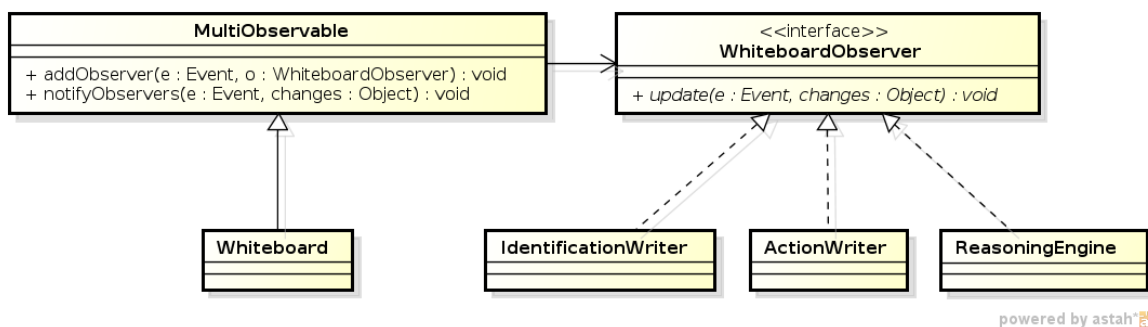 MultiObservable
+ addObserver(e : Event, o : WhiteboardObserver) : void
+ notifyObservers(e : Event, changes : Object) : void
<<interface>>
WhiteboardObserver
+ update(e : Event, changes : Object) : void
Whiteboard
IdentificationWriter
ActionWriter
ReasoningEngine
powered by astah*